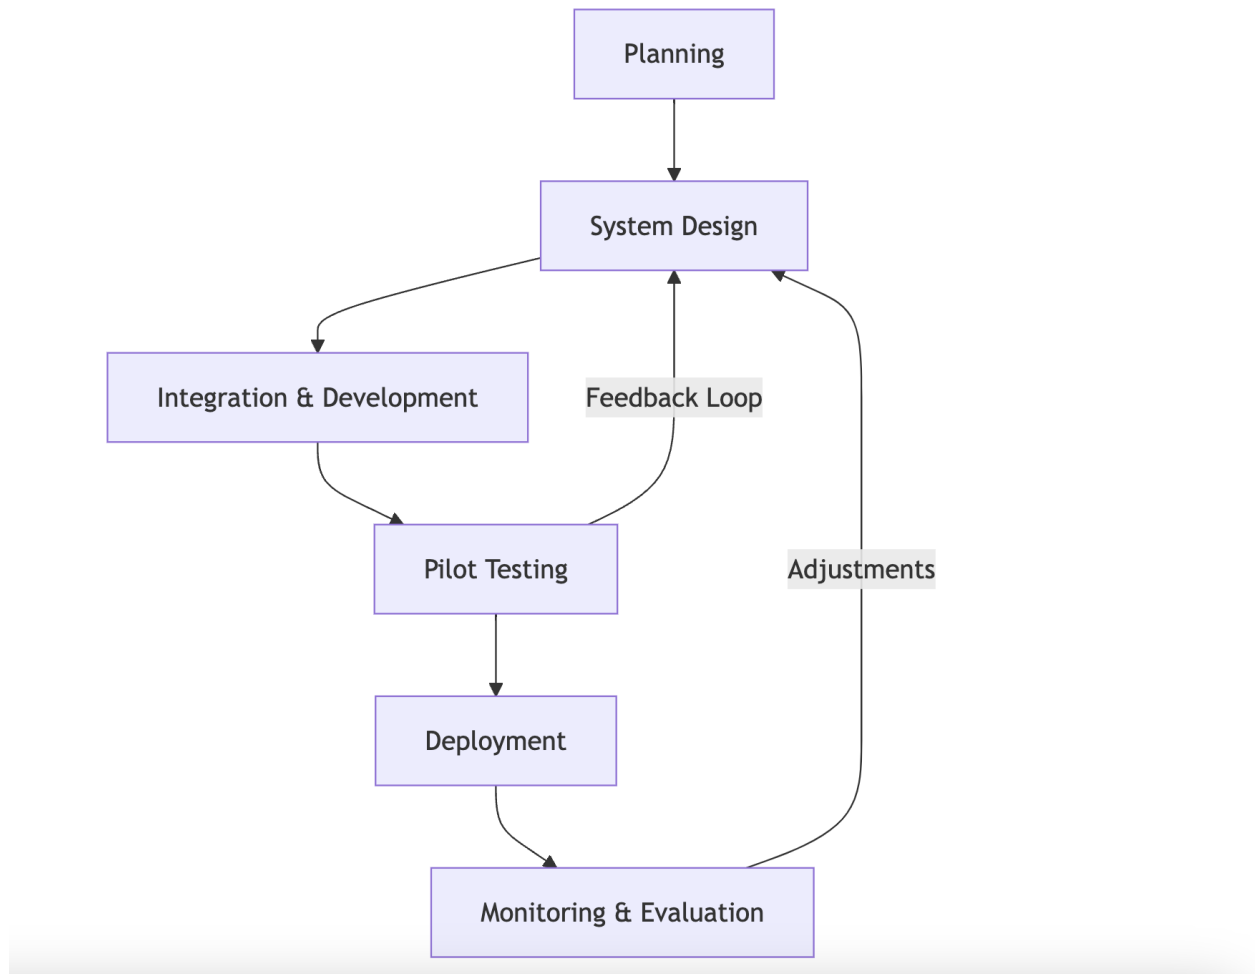 Planning
System Design
Integration & Development
Feedback Loop
Pilot Testing
Adjustments
Deployment
Monitoring & Evaluation